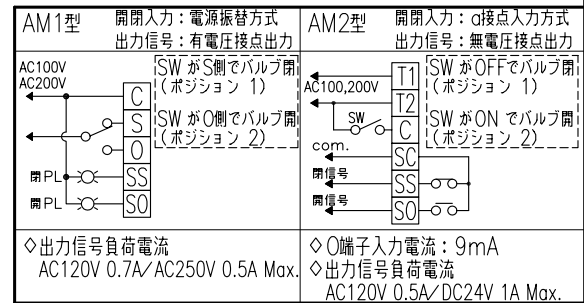 AM1型
開閉入力：電源振替方式
出力信号：有電圧接点出力
AC100V
AC200V
C
S
O
SS
SO
閉PL
開PL
SW がS側でバルブ閉
(ポジション 1)
SW がO側でバルブ開
(ポジション 2)
◇出力信号負荷電流
AC120V 0.7A/AC250V 0.5A Max.
AM2型
開閉入力：a接点入力方式
出力信号：無電圧接点出力
AC100,200V
SW
com.
閉信号
開信号
T1
T2
C
SC
SS
SO
SW がOFFでバルブ閉
(ポジション 1)
SW がON でバルブ開
(ポジション 2)
◇O端子入力電流：9mA
◇出力信号負荷電流
AC120V 0.5A/DC24V 1A Max.